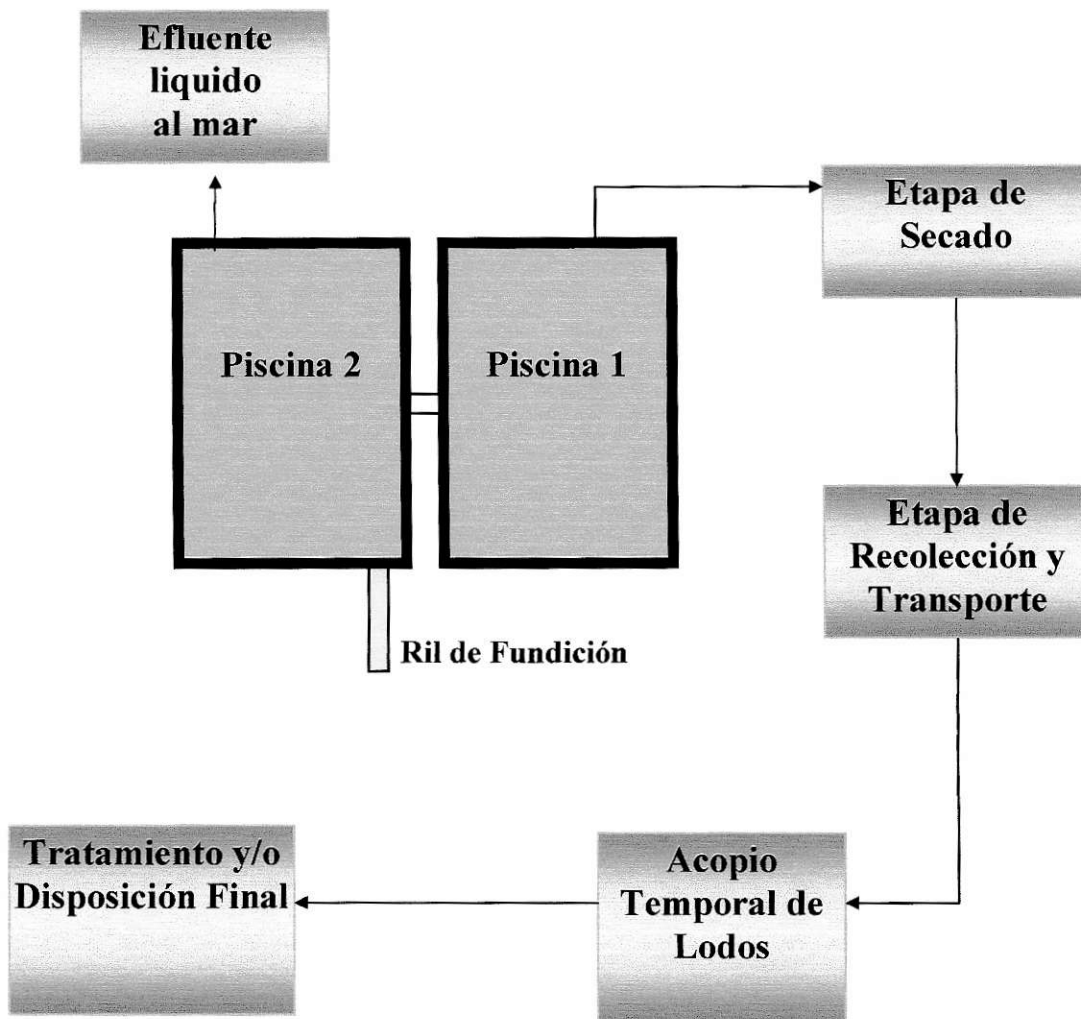 Efluente
liquido
al mar
Etapa de
Secado
Piscina 2
Piscina 1
Etapa de
Recolección y
Transporte
Ril de Fundición
Tratamiento y/o
Disposición Final
Acopio
Temporal de
Lodos